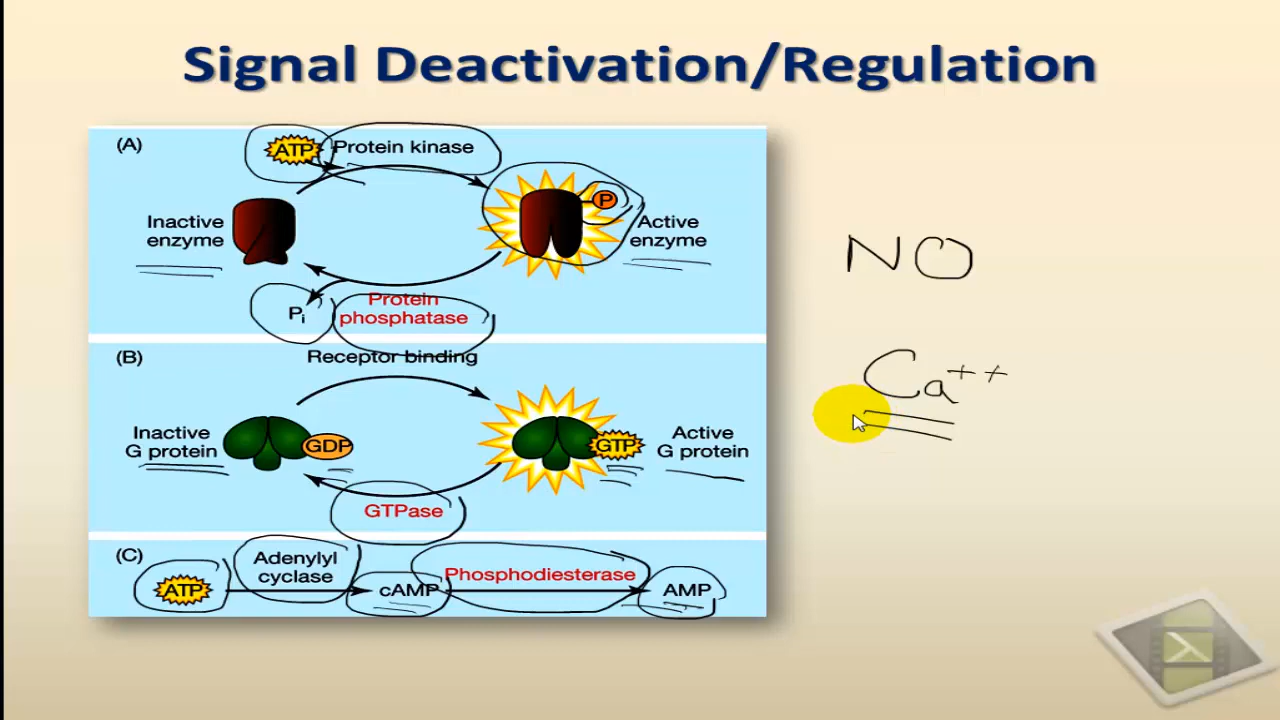 Signal Deactivation/Regulation
(A)
ATP
Protein kinase
Inactive
enzyme
P
Active
enzyme
Pi
Protein
phosphatase
(B)
Receptor binding
Inactive
G protein
GDP
GTP
Active
G protein
GTPase
(C)
ATP
Adenylyl
cyclase
cAMP
Phosphodiesterase
AMP
NO
Ca++